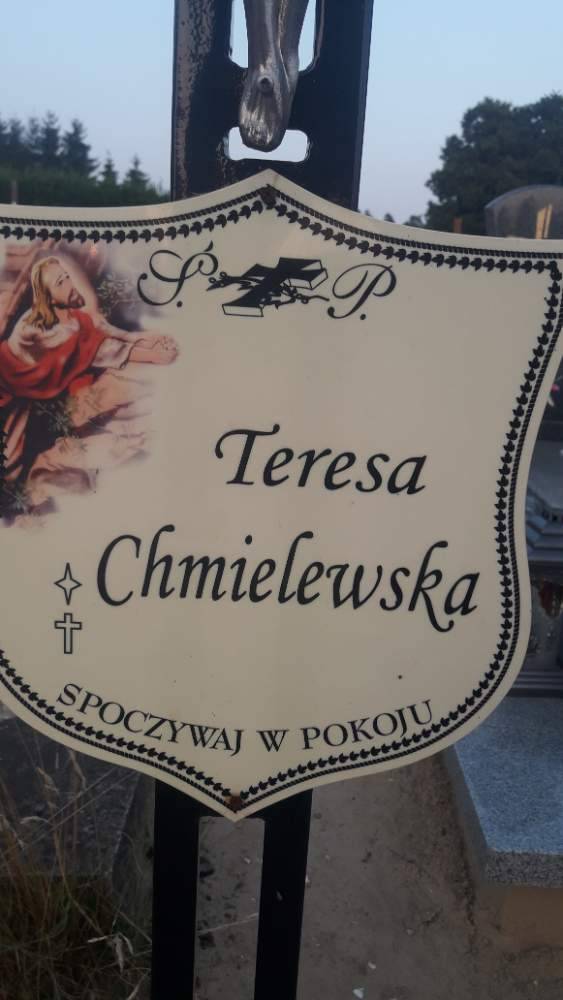 Ś. P.
Teresa
Chmielewska
SPOCZYWAJ W POKOJU